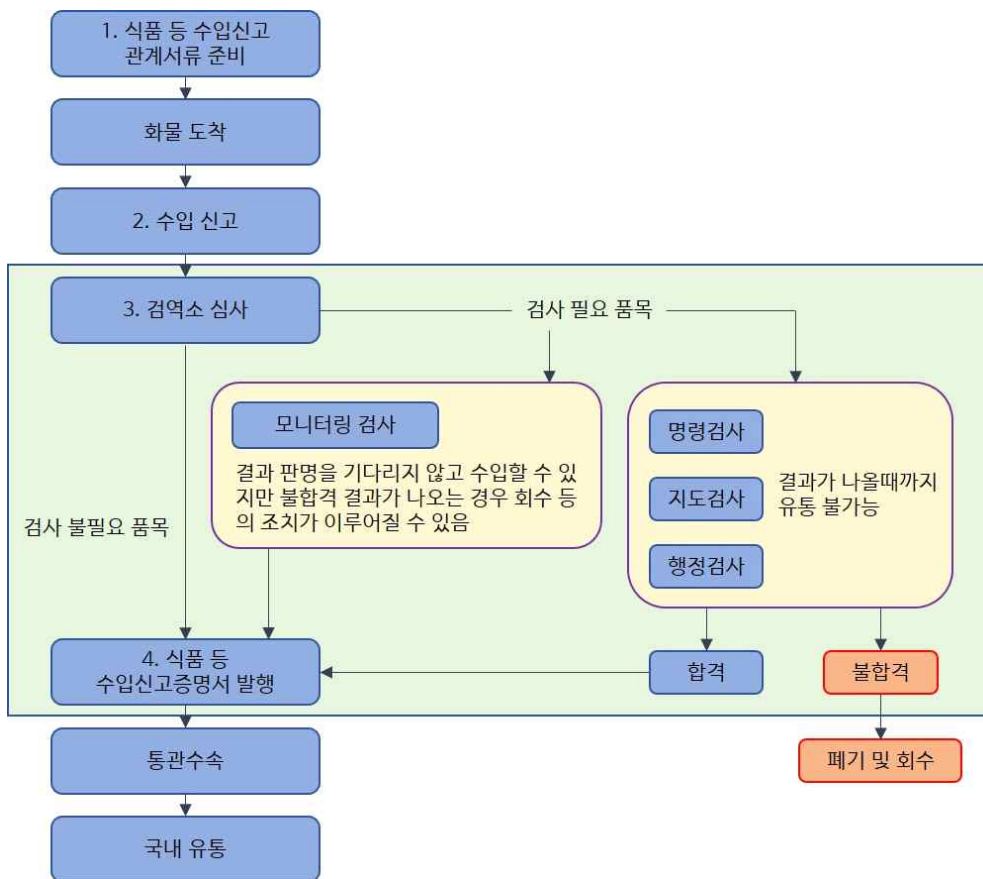 1. 식품 등 수입신고
관계서류 준비
화물 도착
2. 수입 신고
3. 검역소 심사
검사 필요 품목
모니터링 검사
결과 판명을 기다리지 않고 수입할 수 있
지만 불합격 결과가 나오는 경우 회수 등
의 조치가 이루어질 수 있음
명령검사
지도검사
행정검사
결과가 나올때까지
유통 불가능
검사 불필요 품목
4. 식품 등
수입신고증명서 발행
합격
불합격
통관수속
폐기 및 회수
국내 유통